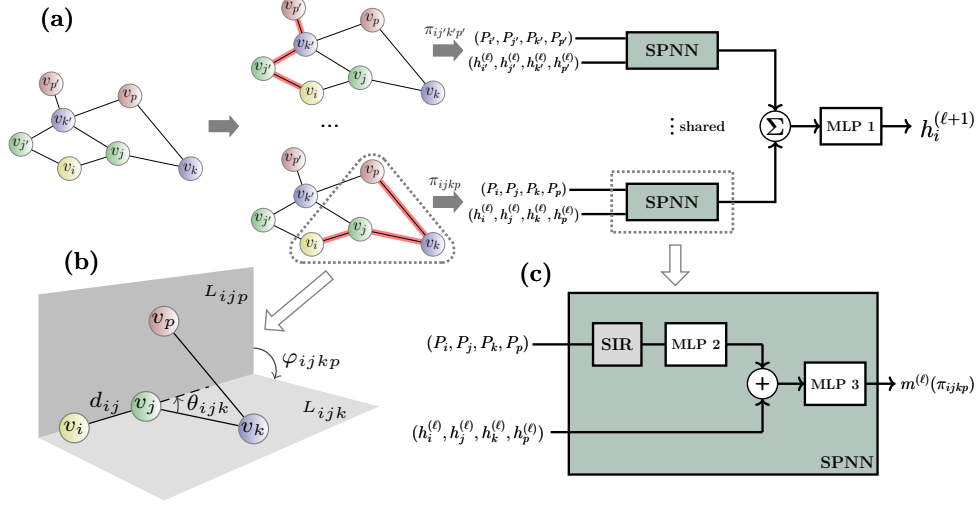 (a)
v_{p'}
v_p
v_{k'}
v_{j'}
v_j
v_i
v_k
v_{p'}
v_p
v_{k'}
v_{j'}
v_j
v_i
v_k
...
v_{p'}
v_p
v_{k'}
v_{j'}
v_j
v_i
v_k
π_{ij'k'p'}
(P_{i'}, P_{j'}, P_{k'}, P_{p'})
(h_{i'}^{(ℓ)}, h_{j'}^{(ℓ)}, h_{k'}^{(ℓ)}, h_{p'}^{(ℓ)})
SPNN
⋮ shared
π_{ijkp}
(P_i, P_j, P_k, P_p)
(h_i^{(ℓ)}, h_j^{(ℓ)}, h_k^{(ℓ)}, h_p^{(ℓ)})
SPNN
Σ
MLP 1
h_i^{(ℓ+1)}
(b)
L_{ijp}
v_p
φ_{ijkp}
d_{ij}
v_j
θ_{ijk}
L_{ijk}
v_i
v_k
(c)
(P_i, P_j, P_k, P_p)
SIR
MLP 2
+
MLP 3
m^{(ℓ)}(π_{ijkp})
(h_i^{(ℓ)}, h_j^{(ℓ)}, h_k^{(ℓ)}, h_p^{(ℓ)})
SPNN